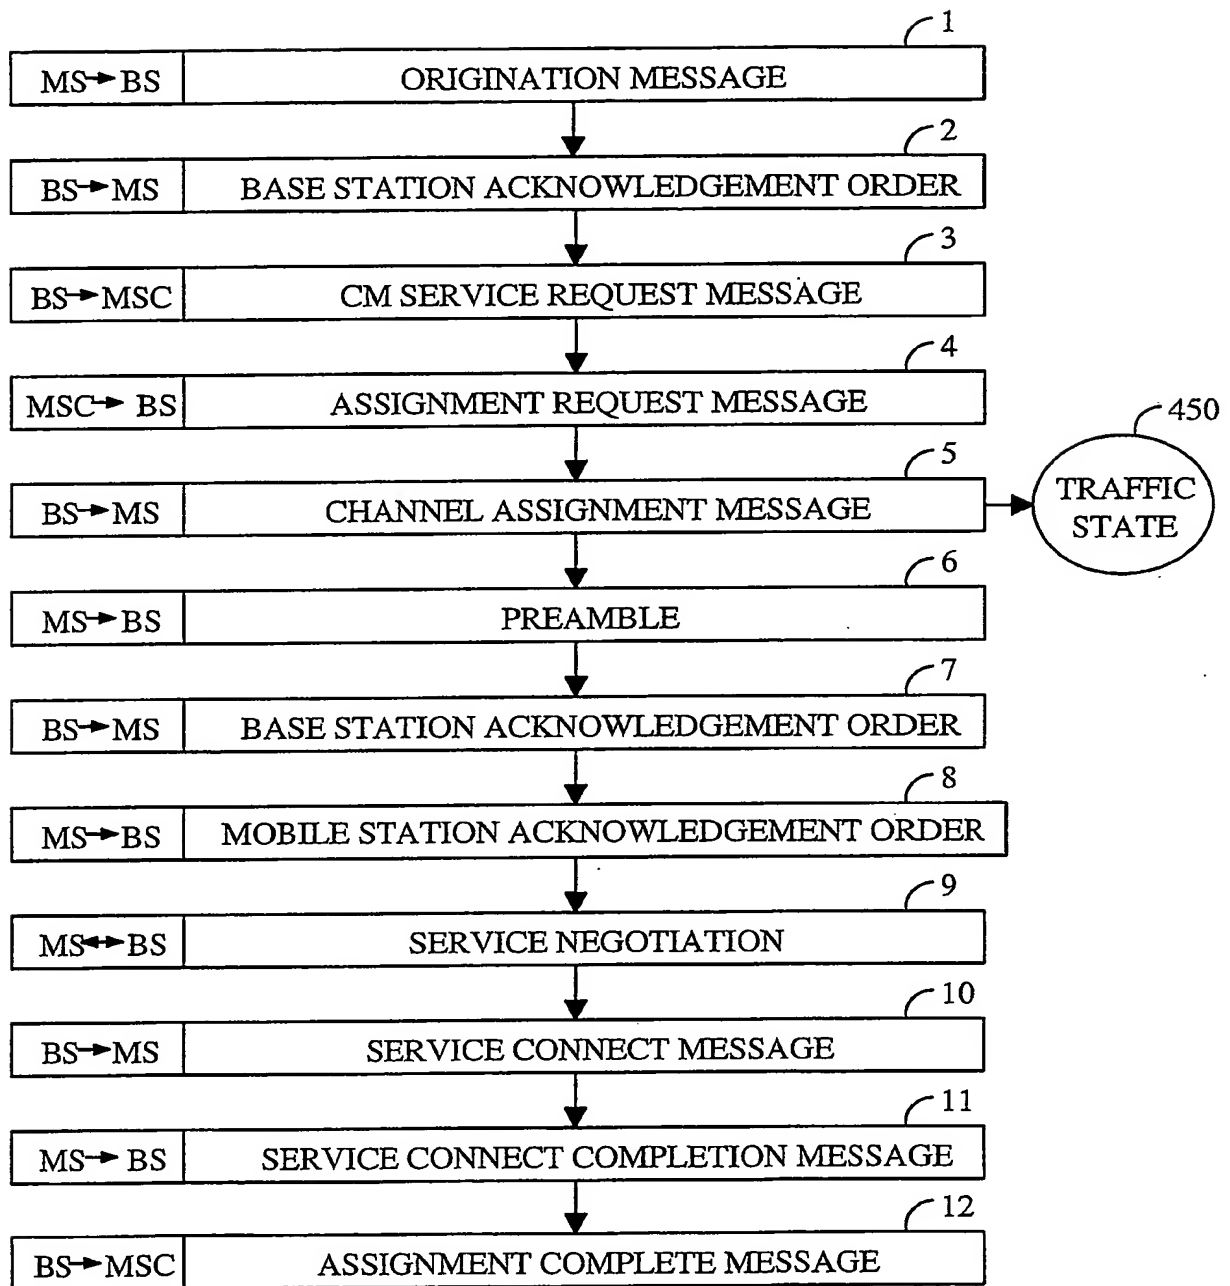 1
MS→BS ORIGINATION MESSAGE
2
BS→MS BASE STATION ACKNOWLEDGEMENT ORDER
3
BS→MSC CM SERVICE REQUEST MESSAGE
4
MSC→BS ASSIGNMENT REQUEST MESSAGE
450
5
BS→MS CHANNEL ASSIGNMENT MESSAGE
TRAFFIC
STATE
6
MS→BS PREAMBLE
7
BS→MS BASE STATION ACKNOWLEDGEMENT ORDER
8
MS→BS MOBILE STATION ACKNOWLEDGEMENT ORDER
9
MS↔BS SERVICE NEGOTIATION
10
BS→MS SERVICE CONNECT MESSAGE
11
MS→BS SERVICE CONNECT COMPLETION MESSAGE
12
BS→MSC ASSIGNMENT COMPLETE MESSAGE